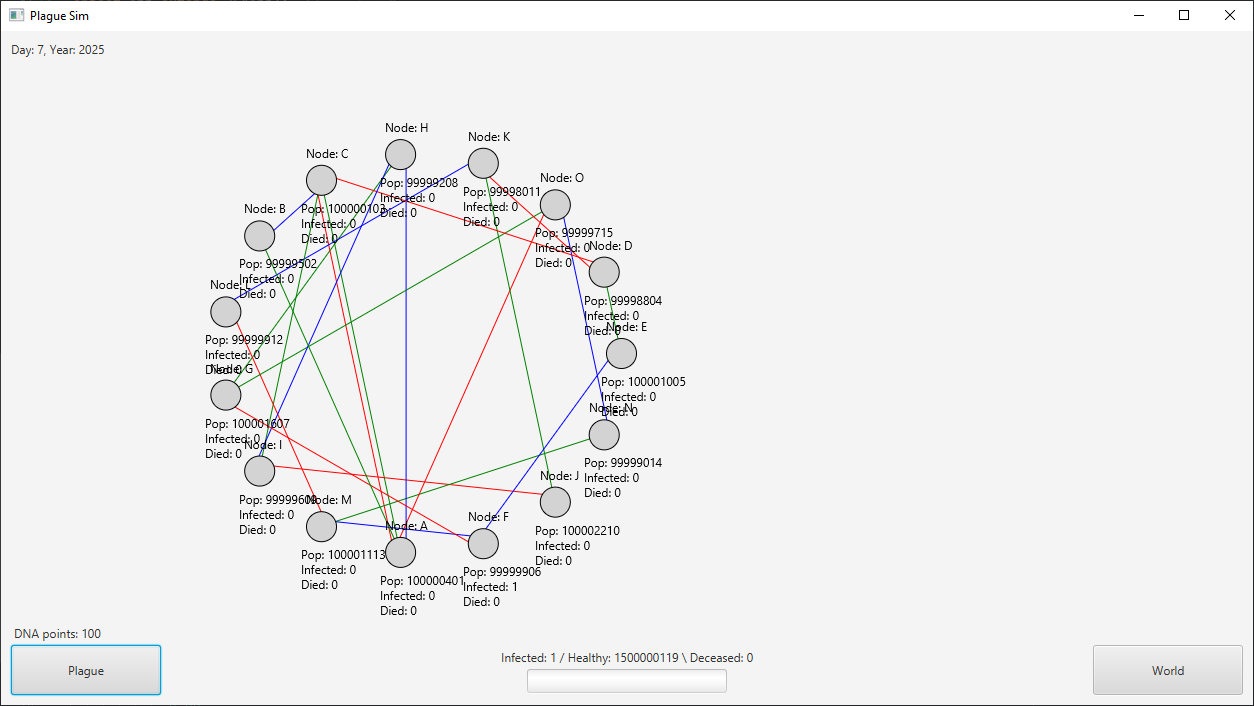 Plague Sim
Day: 7, Year: 2025
Node: H
Pop: 99999208
Infected: 0
Died: 0
Node: K
Pop: 99998011
Infected: 0
Died: 0
Node: C
Pop: 100000103
Infected: 0
Died: 0
Node: O
Pop: 99999715
Infected: 0
Died: 0
Node: B
Pop: 99999502
Infected: 0
Died: 0
Node: D
Pop: 99998804
Infected: 0
Died: 0
Node: L
Pop: 99999912
Infected: 0
Died: 0
Node: E
Pop: 100001005
Infected: 0
Died: 0
Node: G
Pop: 100001607
Infected: 0
Died: 0
Node: N
Pop: 99999014
Infected: 0
Died: 0
Node: I
Pop: 99999609
Infected: 0
Died: 0
Node: J
Pop: 100002210
Infected: 0
Died: 0
Node: M
Pop: 100001113
Infected: 0
Died: 0
Node: A
Pop: 100000401
Infected: 0
Died: 0
Node: F
Pop: 99999906
Infected: 1
Died: 0
DNA points: 100
Plague
Infected: 1 / Healthy: 1500000119 \ Deceased: 0
World